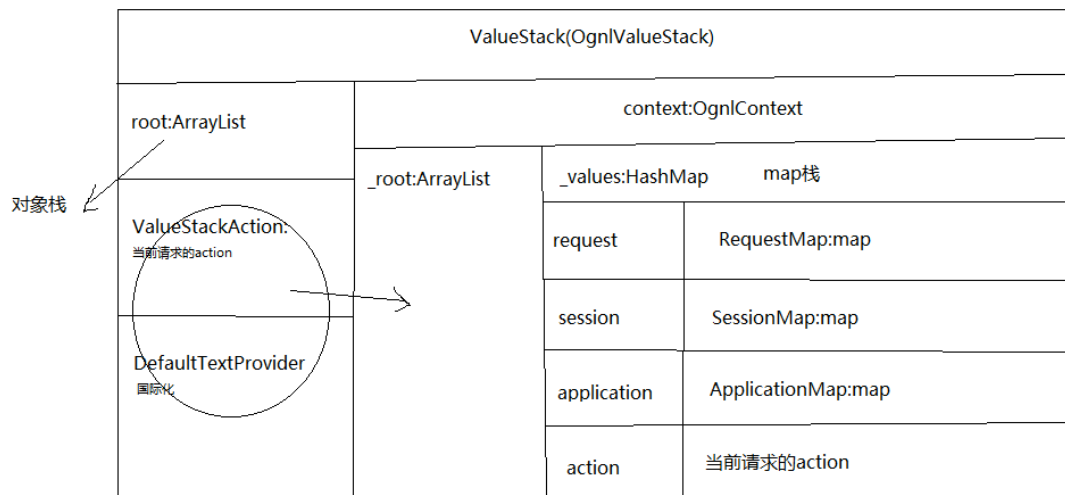 ValueStack(OgnlValueStack)
root:ArrayList
context:OgnlContext
对象栈
_root:ArrayList
_values:HashMap
map栈
ValueStackAction:
当前请求的action
request
RequestMap:map
session
SessionMap:map
DefaultTextProvider
国际化
application
ApplicationMap:map
action
当前请求的action